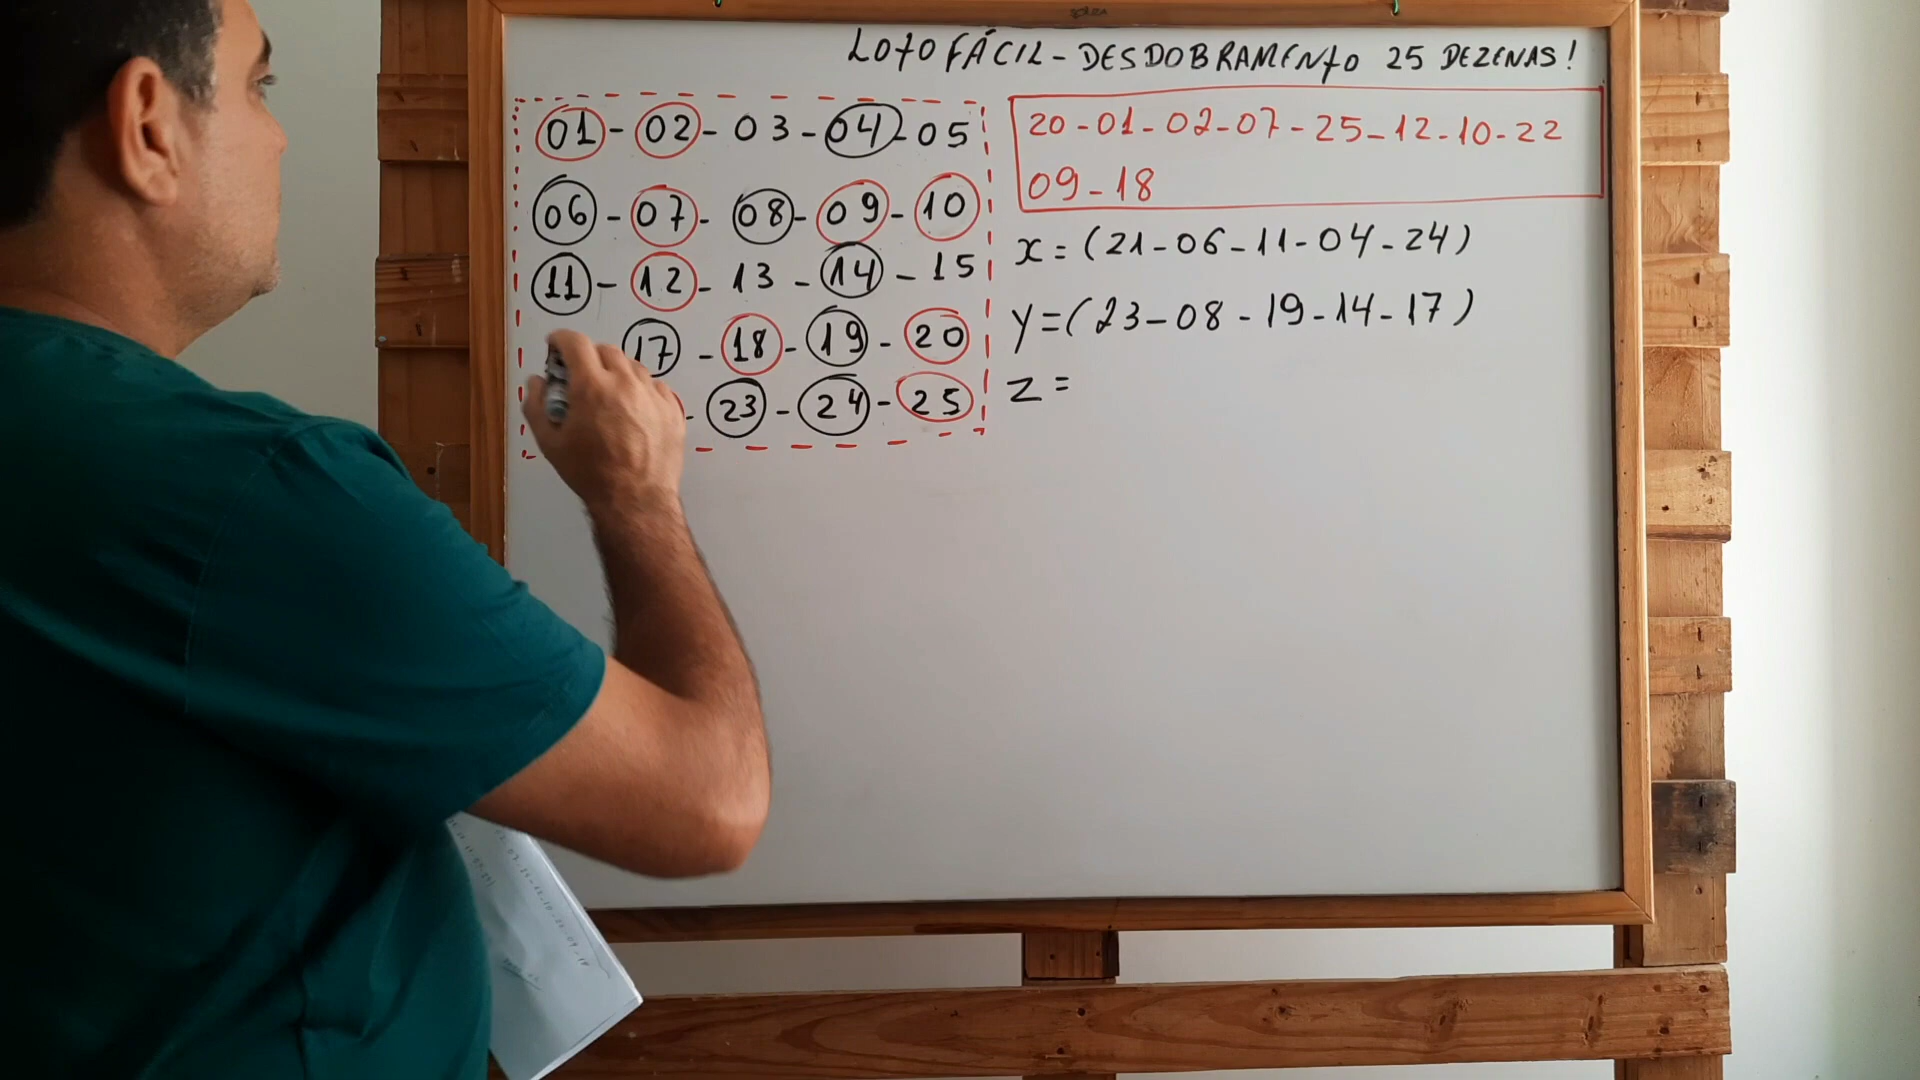 LOTOFÁCIL - DESDOBRAMENTO 25 DEZENAS!
01 - 02 - 03 - 04 - 05
06 - 07 - 08 - 09 - 10
11 - 12 - 13 - 14 - 15
17 - 18 - 19 - 20
- 23 - 24 - 25
20 - 01 - 02 - 07 - 25 - 12 - 10 - 22
09 - 18
x = (21 - 06 - 11 - 04 - 24)
y = (23 - 08 - 19 - 14 - 17)
z =